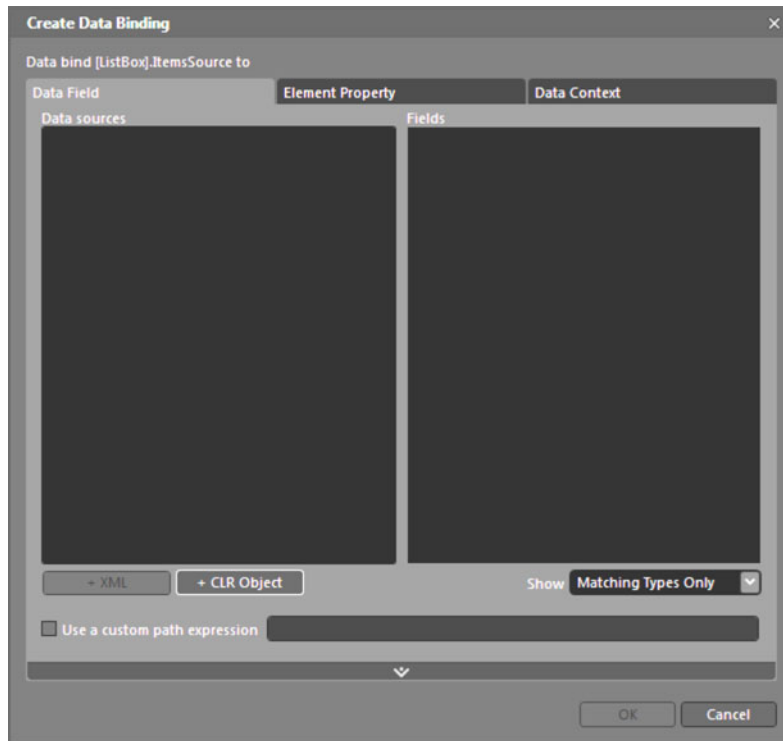 Create Data Binding
Data bind [ListBox].ItemsSource to
Data Field Element Property Data Context
Data sources Fields
+ XML + CLR Object Show Matching Types Only
Use a custom path expression
OK Cancel